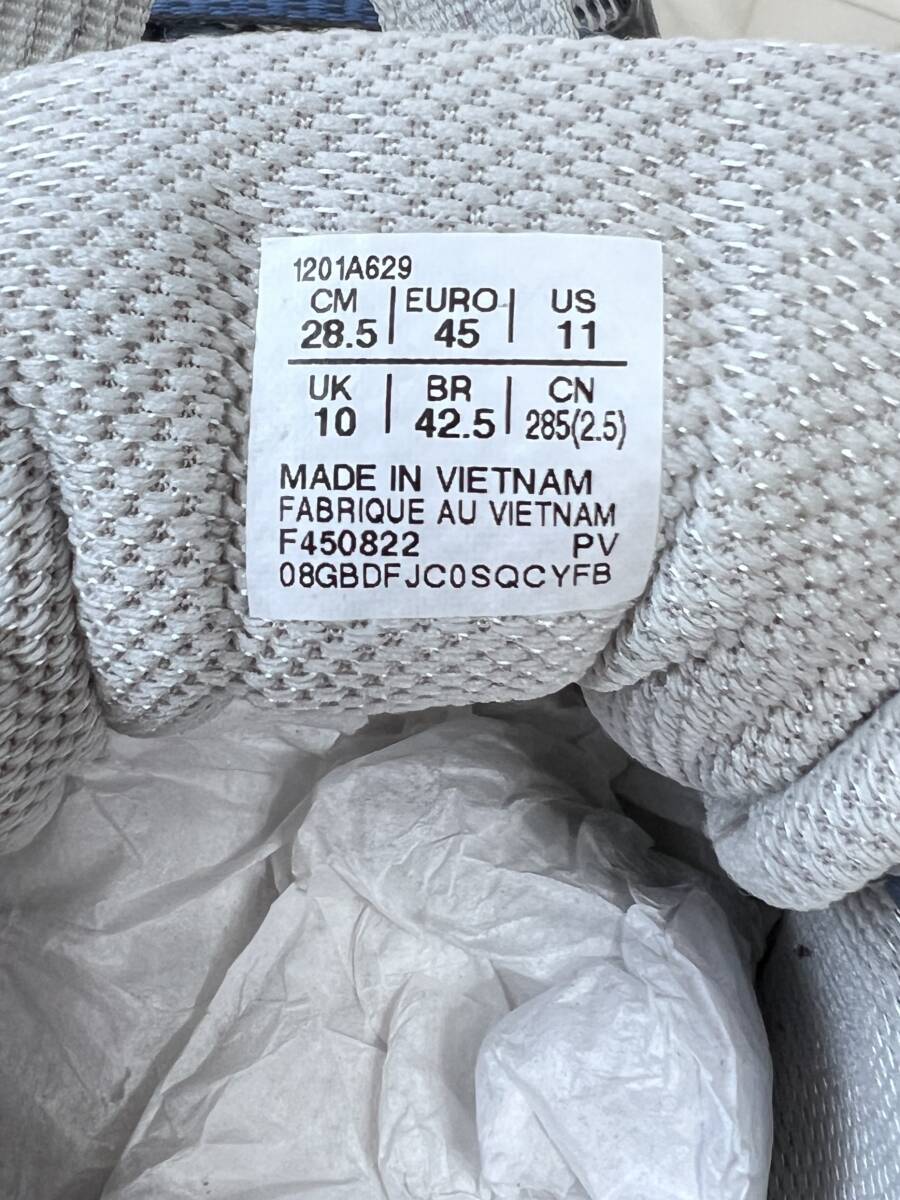 1201A629
CM | EURO | US
28.5 | 45 | 11
UK | BR | CN
10 | 42.5 | 285(2.5)
MADE IN VIETNAM
FABRIQUE AU VIETNAM
F450822 PV
08GBDFJC0SQCYFB